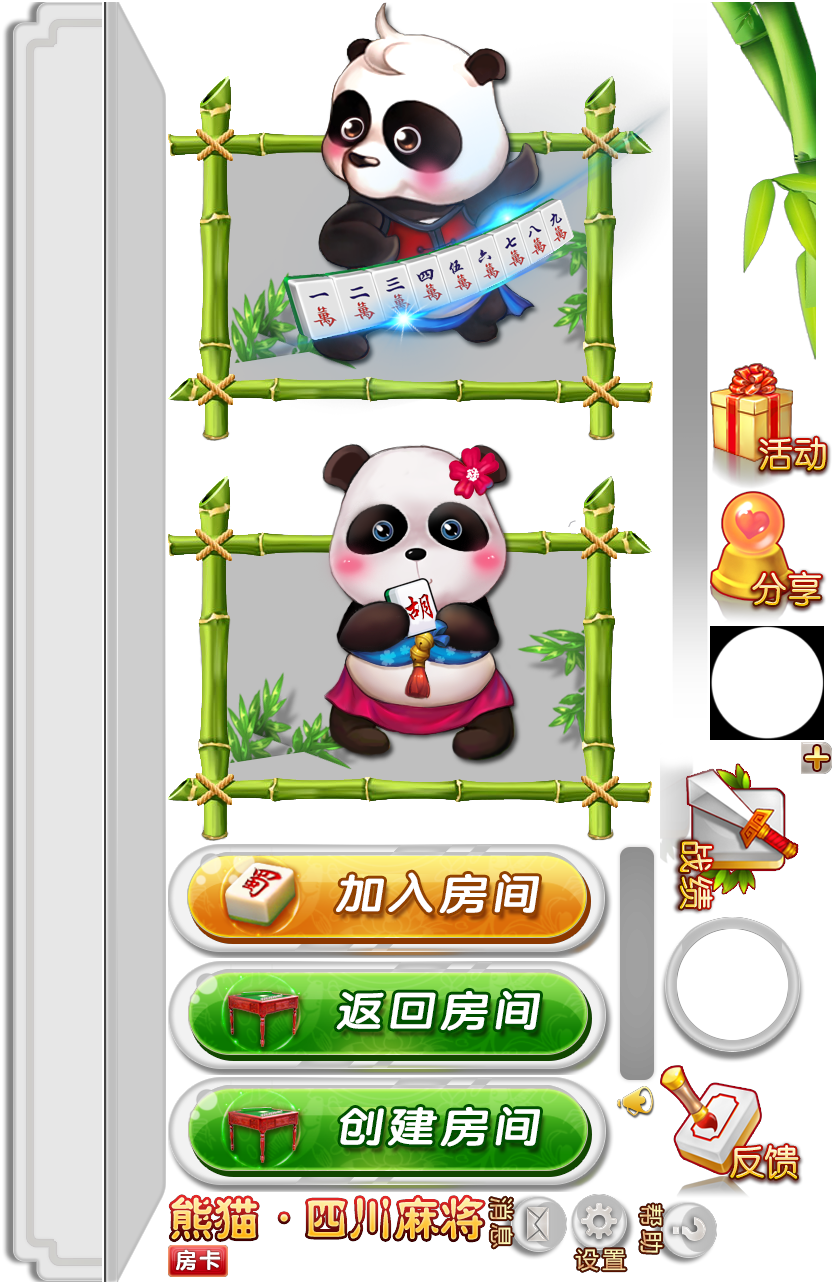 一 二 三 四 伍 六 七 八 九
萬 萬 萬 萬 萬 萬 萬 萬 萬
活动
胡
分享
战绩
加入房间
返回房间
创建房间
反馈
熊猫·四川麻将
消息
设置
帮助
房卡